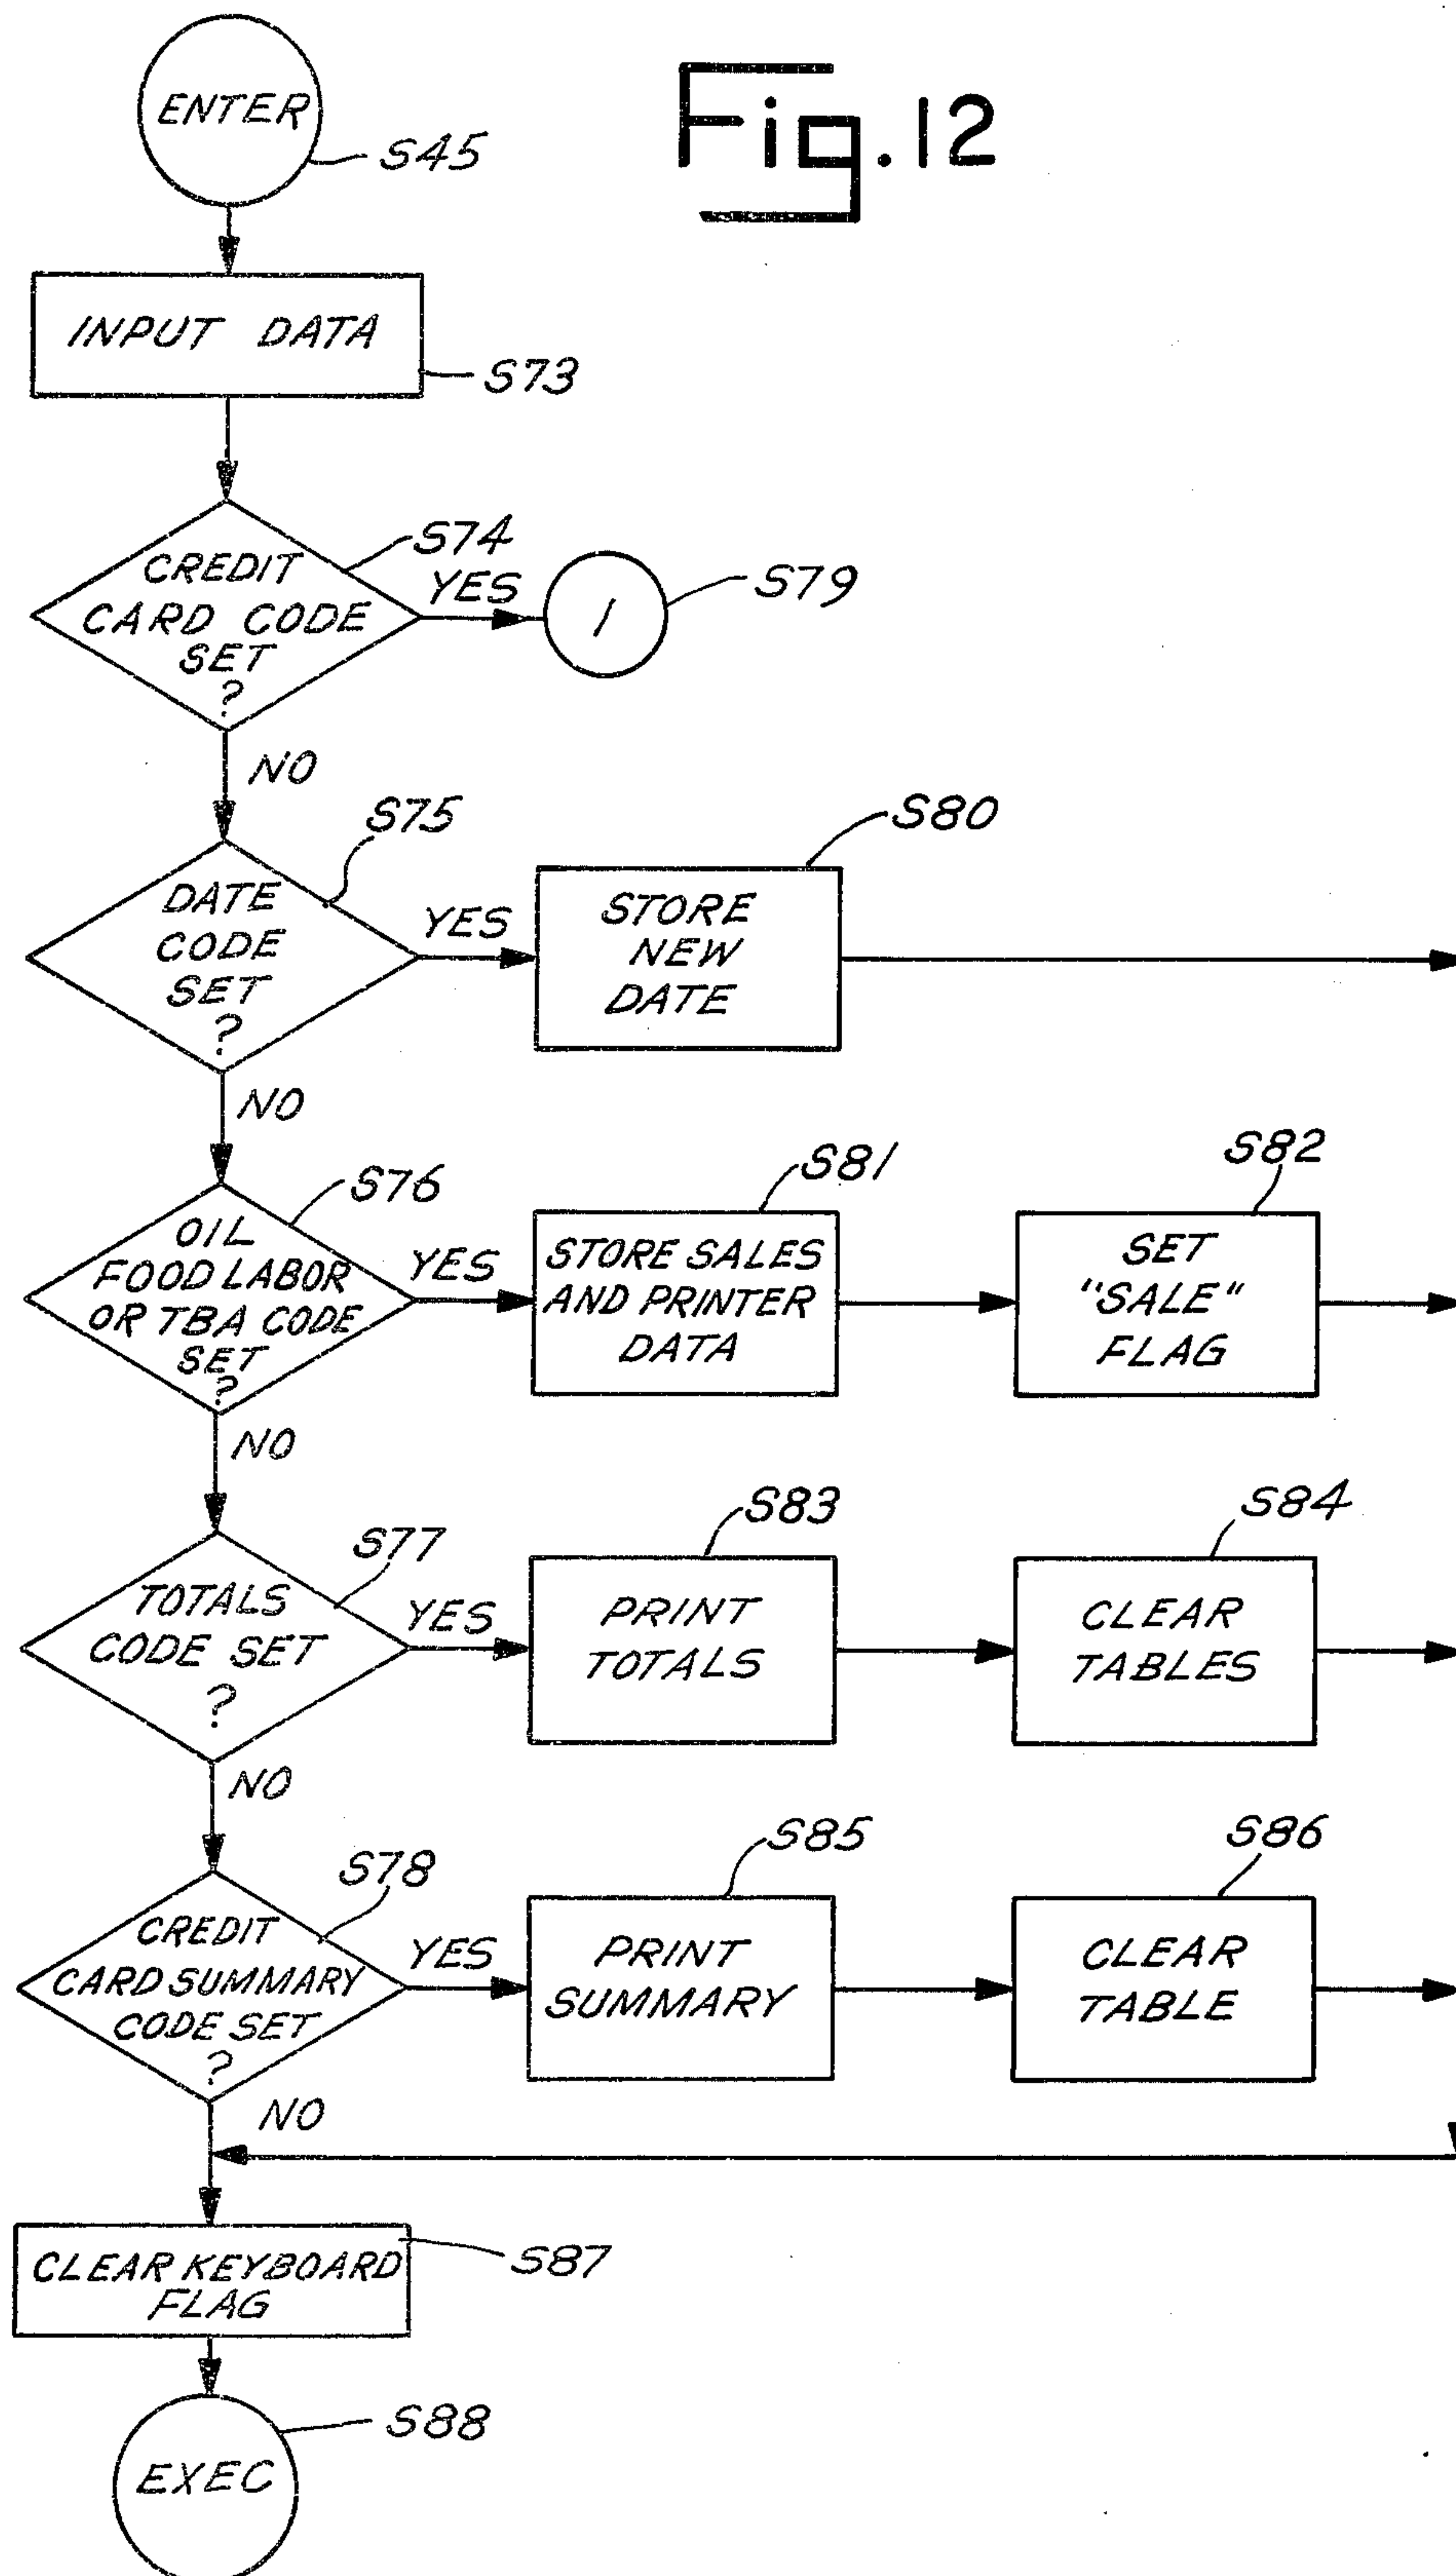 Fig.12
ENTER
S45
INPUT DATA
S73
CREDIT
CARD CODE
SET
?
S74
YES
1
S79
NO
DATE
CODE
SET
?
S75
YES
STORE
NEW
DATE
S80
NO
OIL
FOOD LABOR
OR TBA CODE
SET
?
S76
YES
STORE SALES
AND PRINTER
DATA
S81
SET
"SALE"
FLAG
S82
NO
TOTALS
CODE SET
?
S77
YES
PRINT
TOTALS
S83
CLEAR
TABLES
S84
NO
CREDIT
CARD SUMMARY
CODE SET
?
S78
YES
PRINT
SUMMARY
S85
CLEAR
TABLE
S86
NO
CLEAR KEYBOARD
FLAG
S87
EXEC
S88